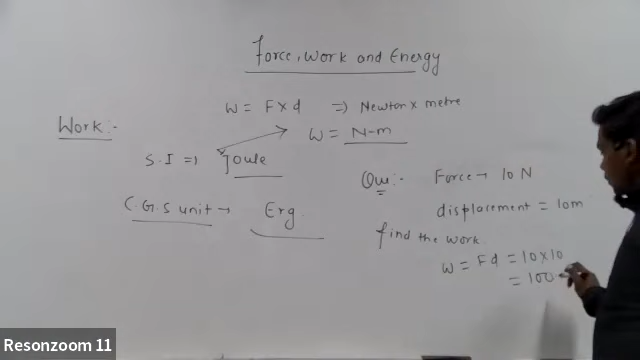 Force, Work and Energy
W = F x d => Newton x metre
Work:-
W = N-m
S.I => Joule
C.G.S unit → Erg.
Que:- Force → 10 N
displacement = 10m
find the work.
W = Fd = 10x10
= 100
Resonzoom 11